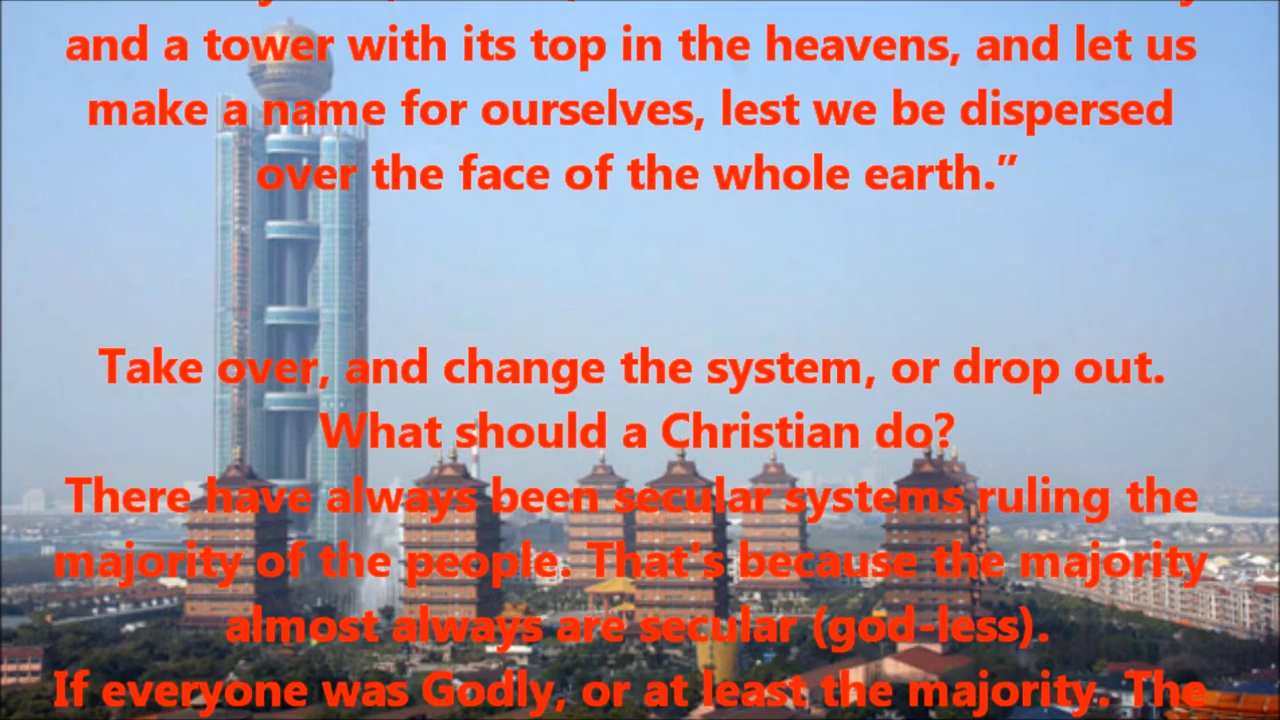 and a tower with its top in the heavens, and let us
make a name for ourselves, lest we be dispersed
over the face of the whole earth.”
Take over, and change the system, or drop out.
What should a Christian do?
There have always been secular systems ruling the
majority of the people. That's because the majority
almost always are secular (god-less).
If everyone was Godly, or at least the majority. The